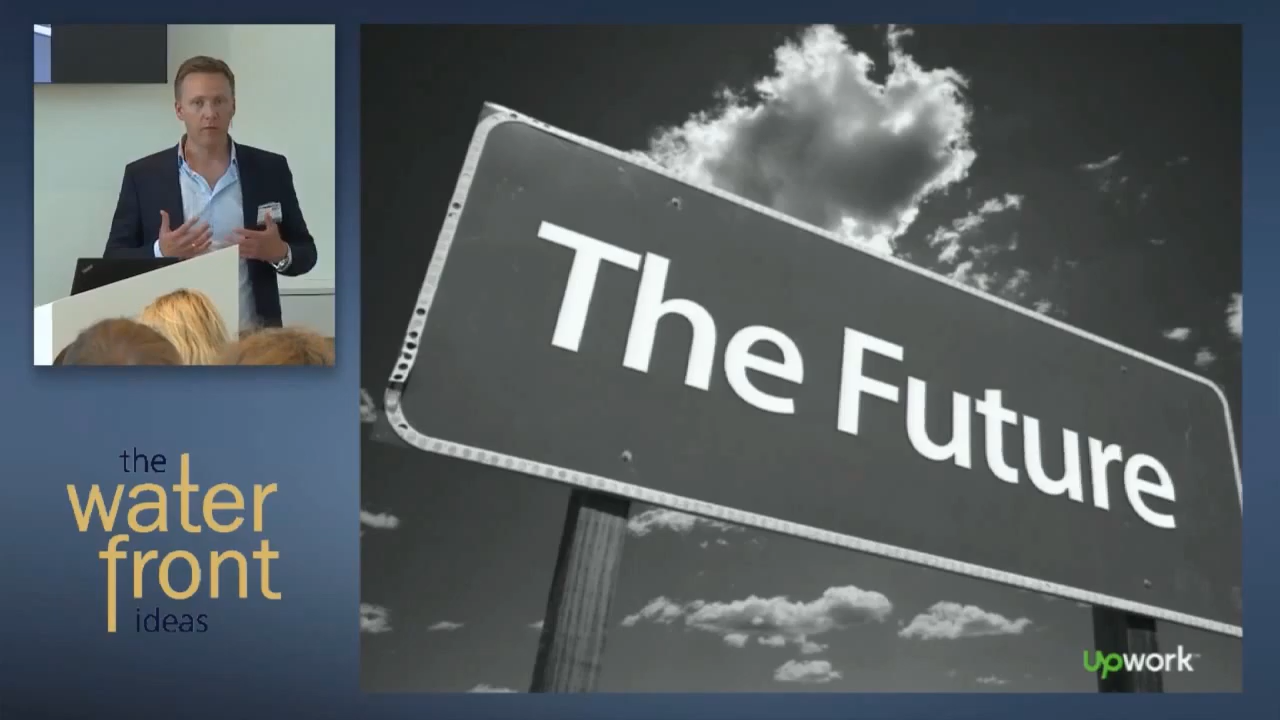 The Future
the
water
front
ideas
Upwork